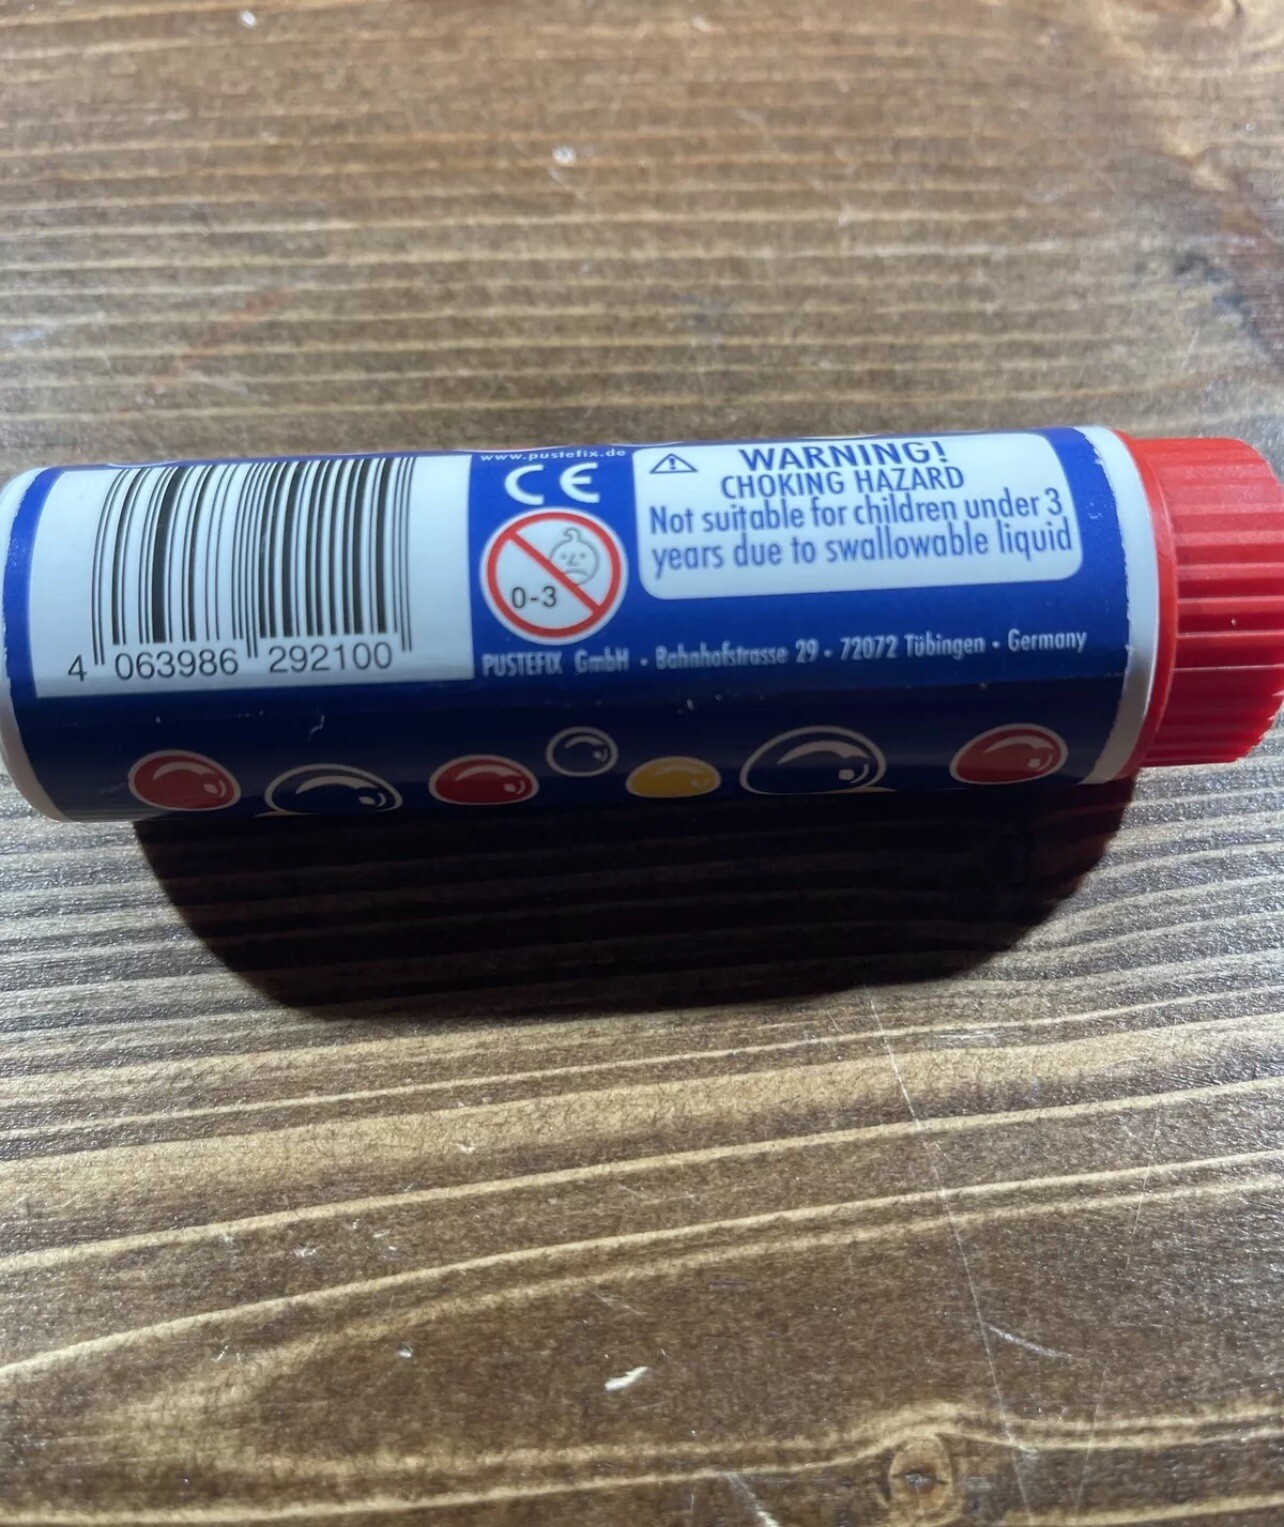 www.pustefix.de
CE
0-3
WARNING!
CHOKING HAZARD
Not suitable for children under 3
years due to swallowable liquid
4 063986 292100
PUSTEFIX GmbH • Bahnhofstrasse 29 • 72072 Tübingen • Germany